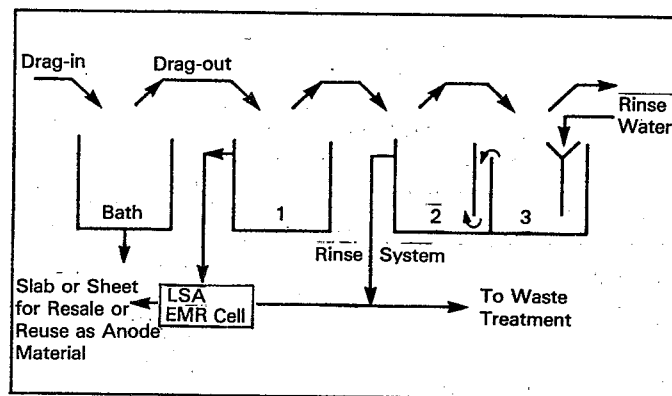 Drag-in
Drag-out
Rinse
Water
Bath
1
2
3
Rinse System
Slab or Sheet
for Resale or
Reuse as Anode
Material
LSA
EMR Cell
To Waste
Treatment